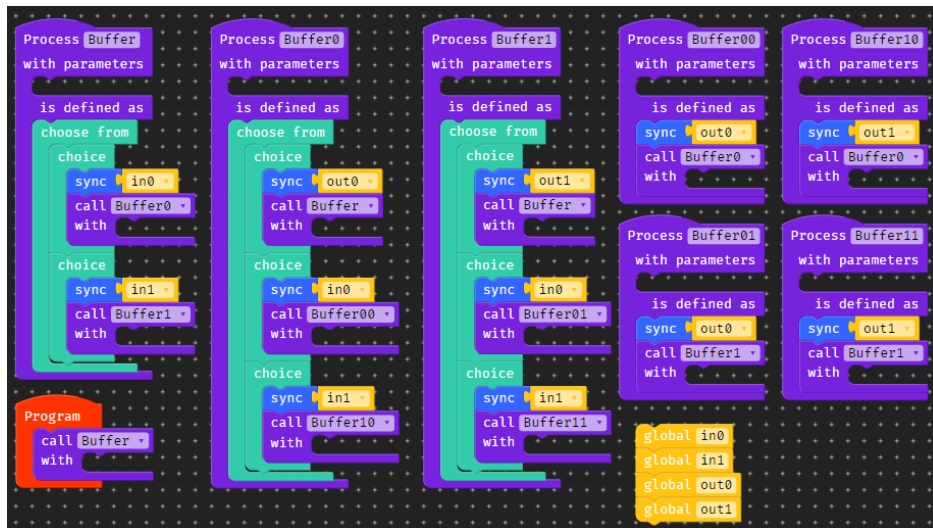 Process Buffer
with parameters
is defined as
choose from
choice
sync in0
call Buffer0
with
choice
sync in1
call Buffer1
with
Program
call Buffer
with
Process Buffer0
with parameters
is defined as
choose from
choice
sync out0
call Buffer
with
choice
sync in0
call Buffer00
with
choice
sync in1
call Buffer10
with
Process Buffer1
with parameters
is defined as
choose from
choice
sync out1
call Buffer
with
choice
sync in0
call Buffer01
with
choice
sync in1
call Buffer11
with
Process Buffer00
with parameters
is defined as
sync out0
call Buffer0
with
Process Buffer10
with parameters
is defined as
sync out1
call Buffer0
with
Process Buffer01
with parameters
is defined as
sync out0
call Buffer1
with
Process Buffer11
with parameters
is defined as
sync out1
call Buffer1
with
global in0
global in1
global out0
global out1